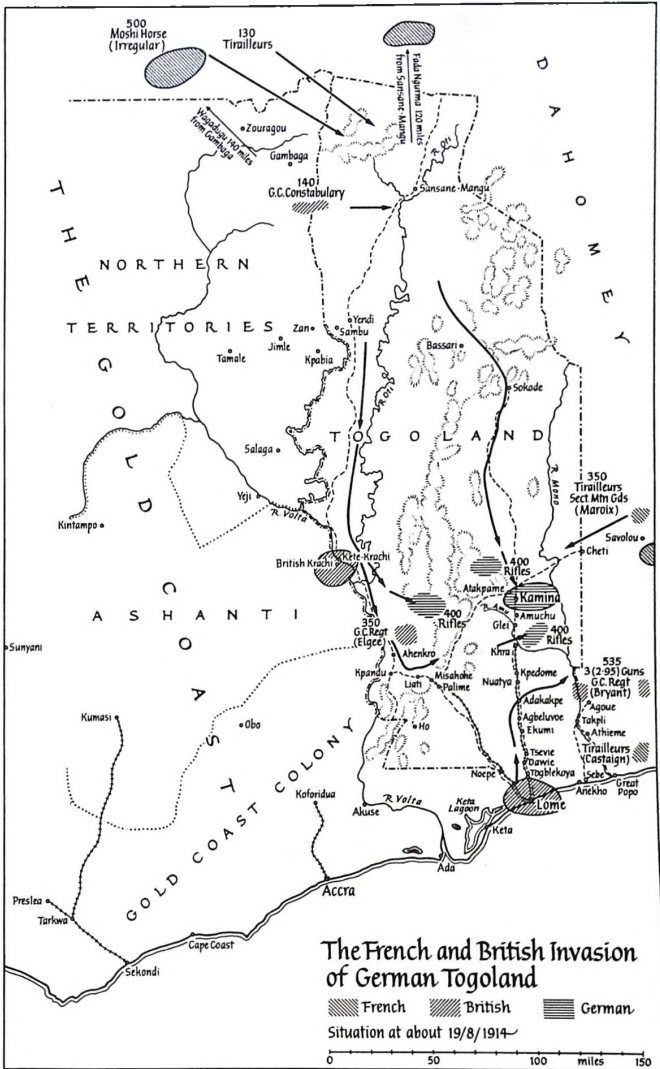 500
Moshi Horse
(Irregular)
130
Tirailleurs
Fada Ngurma 120 miles
from Sansane-Mangu
DAHOMEY
Wagadugu 140 miles
from Gambaga
Zouragou
Gambaga
R. Oti
Sansane-Mangu
140
G.C. Constabulary
THE GOLD COAST
NORTHERN
TERRITORIES
Zan
Yendi
Sambu
Jimle
Tamale
Kpabia
Bassari
R. Oti
Sokode
TOGOLAND
Salaga
R. Mono
350
Tirailleurs
Sect Mtn Gds
(Maroix)
Yeji
R. Volta
Kintampo
Savolou
Cheti
British Krachi
Kete-Krachi
400
Rifles
Atakpame
Kamina
R. Amu
Amuchu
400
Rifles
Glei
400
Rifles
ASHANTI
350
G.C. Regt
(Elgee)
Ahenkro
Khra
Sunyani
Kpandu
Liati
Misahohe
Palime
Nuatya
Kpedome
535
3 (2·95) Guns
G.C. Regt
(Bryant)
Adakakpe
Agoue
Kumasi
Obo
Ho
Agbeluvoe
Ekumi
Takpli
Athieme
Tirailleurs
(Castaign)
Tsevie
Dawie
Togblekoya
Noepe
Sebe
Anekho
Great
Popo
Koforidua
Akuse
R. Volta
Keta
Lagoon
Lome
Keta
GOLD COAST COLONY
Ada
Accra
Preslea
Tarkwa
Cape Coast
Sekondi
The French and British Invasion
of German Togoland
French British German
Situation at about 19/8/1914
0 50 100 miles 150